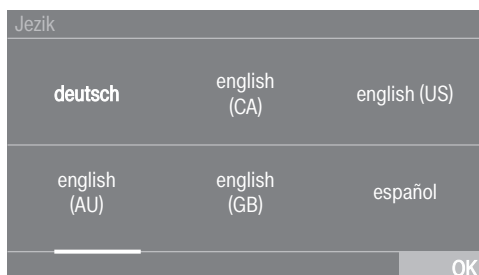 Jezik
deutsch
english
(CA)
english (US)
english
(AU)
english
(GB)
español
OK